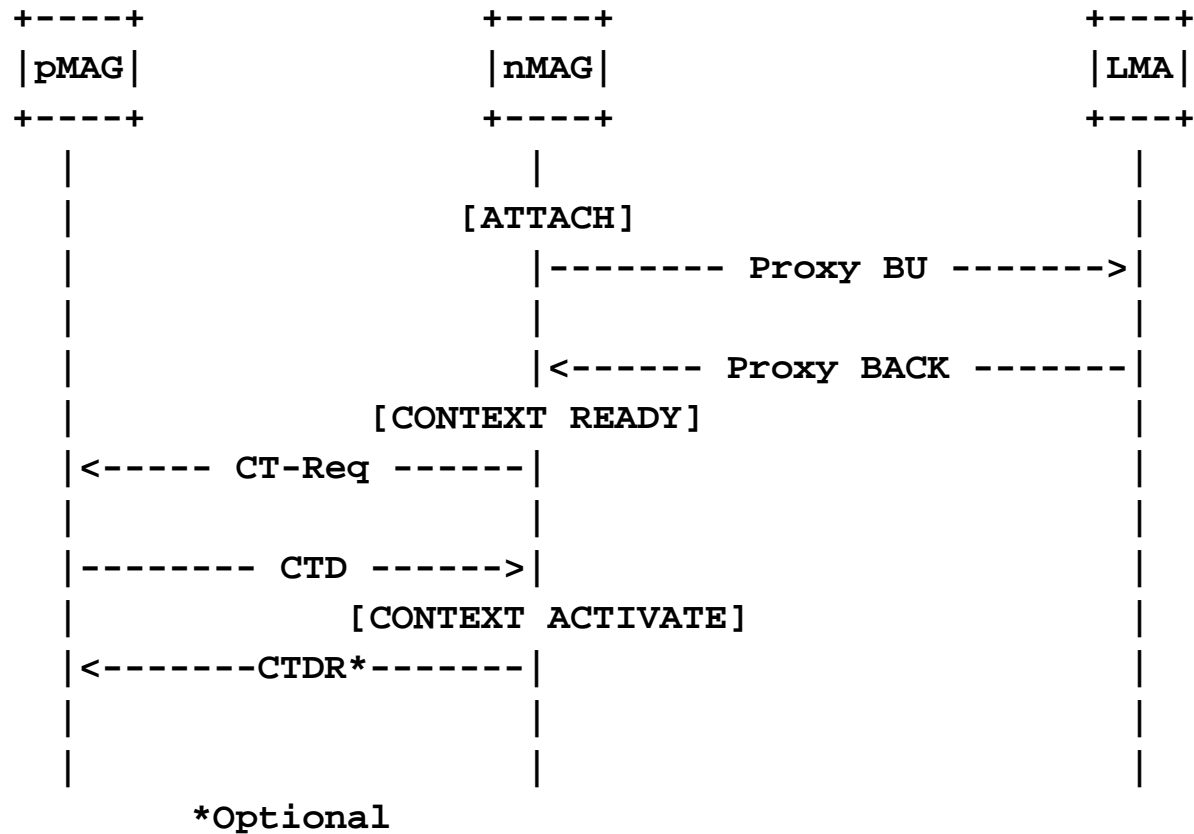 +----+ +----+ +---+
|pMAG| |nMAG| |LMA|
+----+ +----+ +---+
| | |
| [ATTACH] |
| |-------- Proxy BU ------->|
| | |
| |<------ Proxy BACK -------|
| [CONTEXT READY] |
|<----- CT-Req ------| |
| | |
|-------- CTD ------>| |
| [CONTEXT ACTIVATE] |
|<-------CTDR*-------| |
| | |
| | |
*Optional